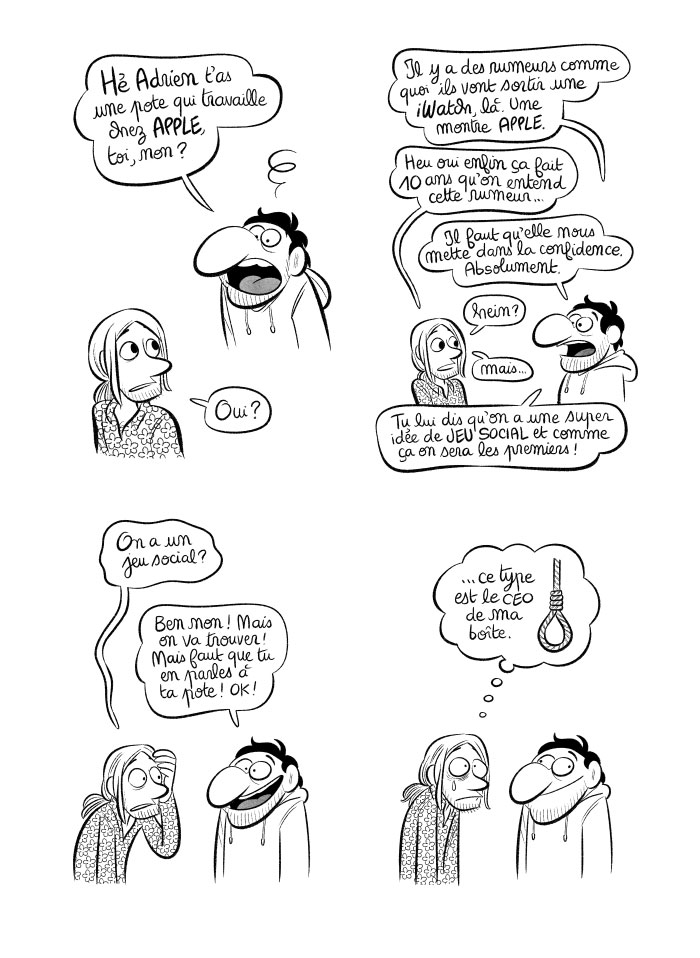 Hé Adrien t'as
une pote qui travaille
chez APPLE,
toi, non ?
Oui ?
Il y a des rumeurs comme
quoi ils vont sortir une
iWatch, là. Une
montre APPLE.
Heu oui enfin ça fait
10 ans qu'on entend
cette rumeur...
Il faut qu'elle nous
mette dans la confidence.
Absolument.
hein ?
mais...
Tu lui dis qu'on a une super
idée de JEU SOCIAL et comme
ça on sera les premiers !
On a un
jeu social ?
Ben non ! Mais
on va trouver !
Mais faut que tu
en parles à
ta pote ! OK !
...ce type
est le CEO
de ma
boîte.